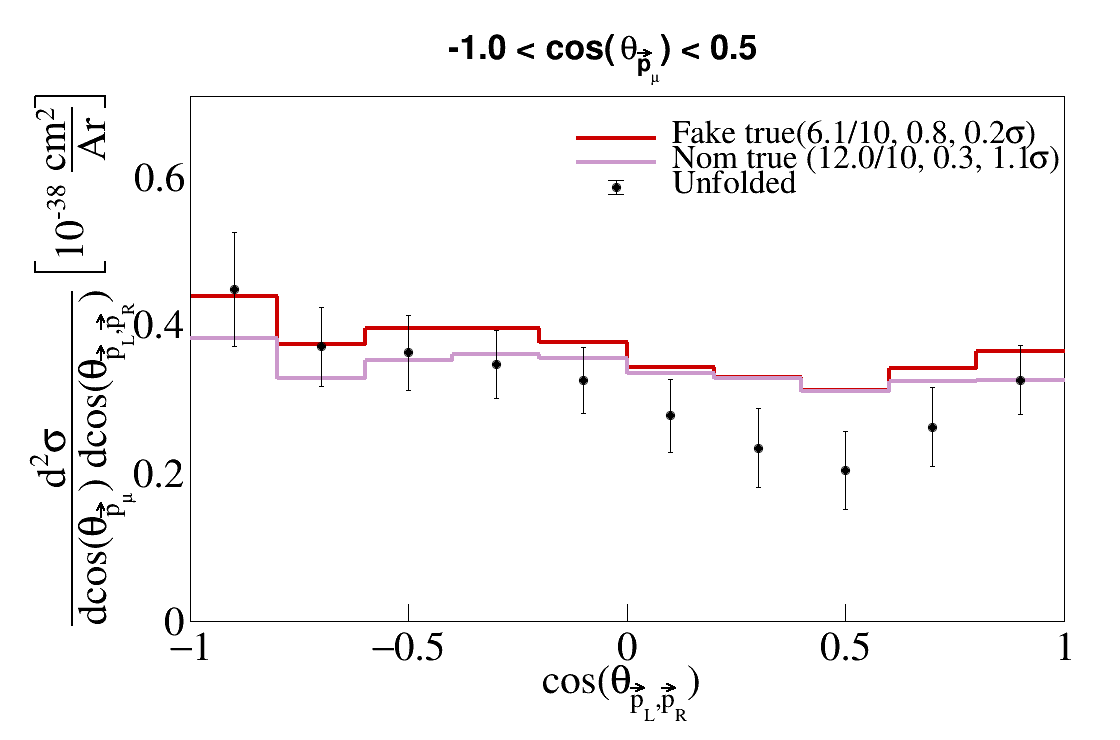 -1.0 < cos(θp⃗μ) < 0.5
Fake true(6.1/10, 0.8, 0.2σ)
Nom true (12.0/10, 0.3, 1.1σ)
Unfolded
d²σ
dcos(θp⃗μ) dcos(θp⃗L,p⃗R)
[10-38 cm²
Ar]
0.6
0.4
0.2
0
−1 −0.5 0 0.5 1
cos(θp⃗L,p⃗R)